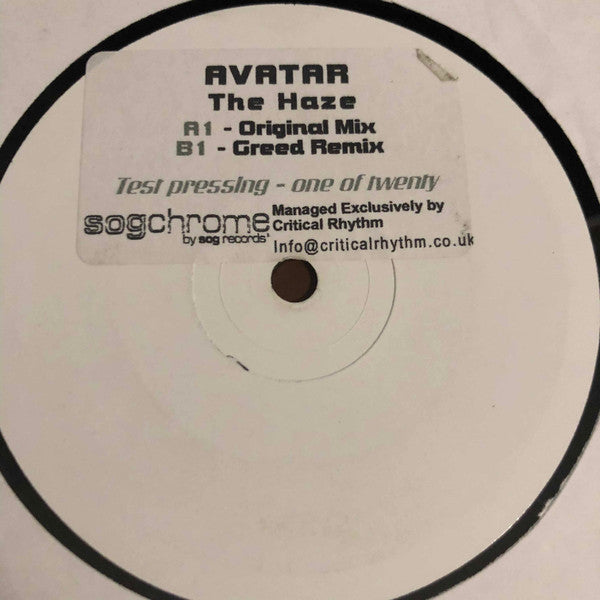 AVATAR
The Haze
A1 - Original Mix
B1 - Greed Remix
Test pressing - one of twenty
sogchrome
by sog records
Managed Exclusively by
Critical Rhythm
Info@criticalrhythm.co.uk